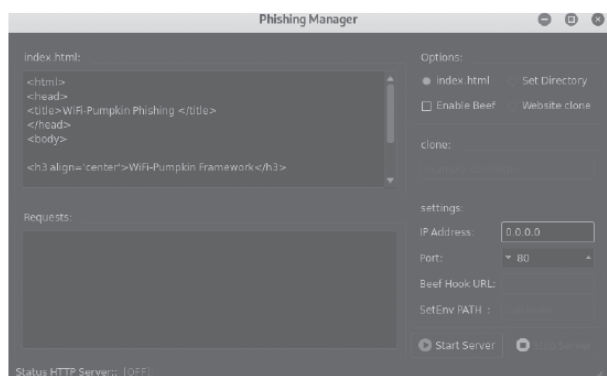 Phishing Manager
index.html:
<html>
<head>
<title>WiFi-Pumpkin Phishing </title>
</head>
<body>
<h3 align='center'>WiFi-Pumpkin Framework</h3>
Requests:
Status HTTP Server:: [OFF]
Options:
index.html Set Directory
Enable Beef Website clone
clone:
settings:
IP Address: 0.0.0.0
Port: 80
Beef Hook URL:
SetEnv PATH :
Start Server Stop Server